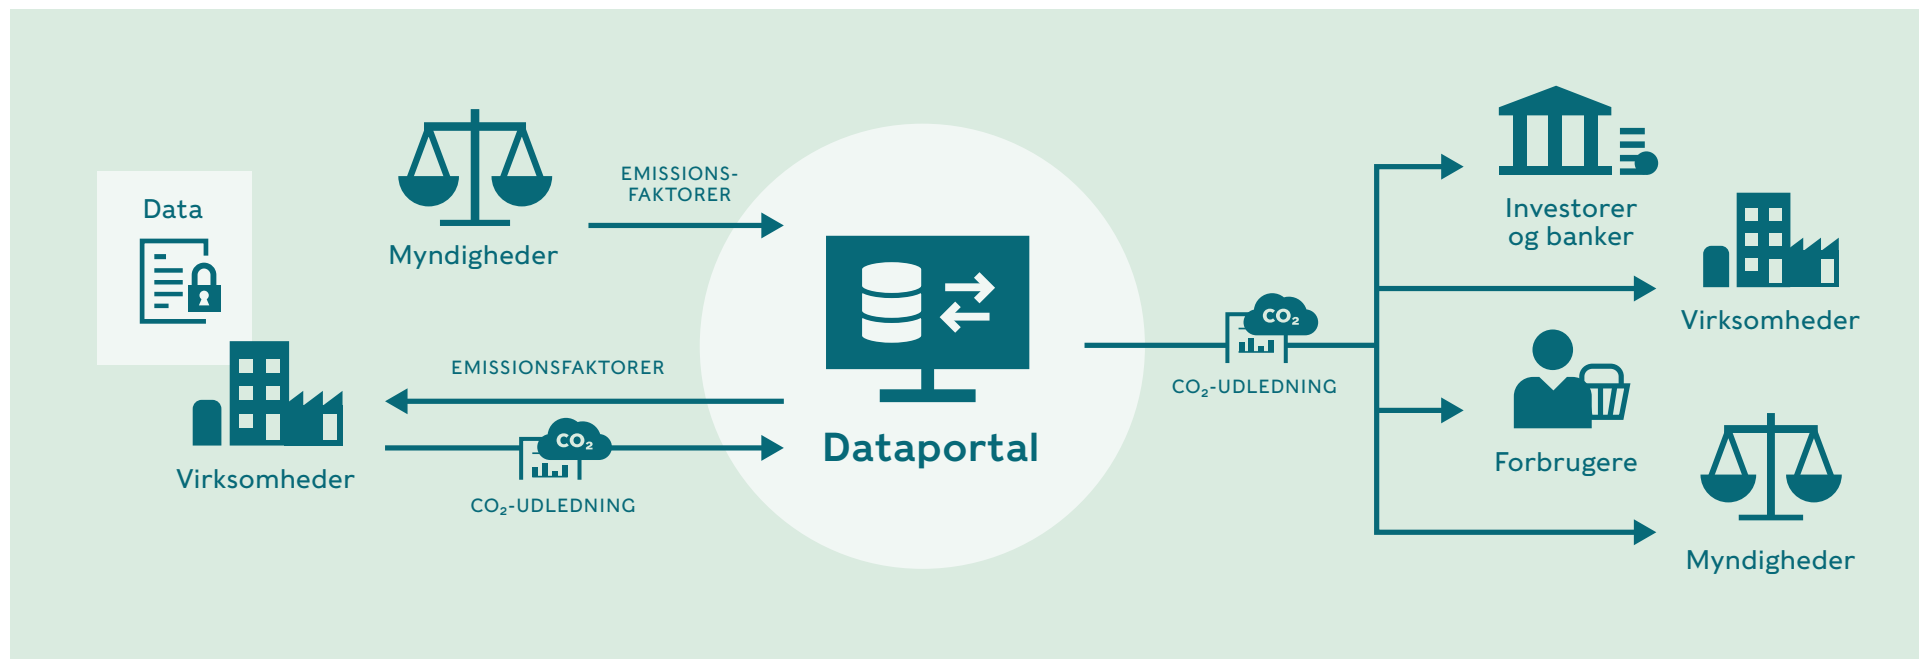 Data
Myndigheder
EMISSIONS-
FAKTORER
Virksomheder
EMISSIONSFAKTORER
CO₂
CO₂-UDLEDNING
Dataportal
CO₂
CO₂-UDLEDNING
Investorer
og banker
Virksomheder
Forbrugere
Myndigheder